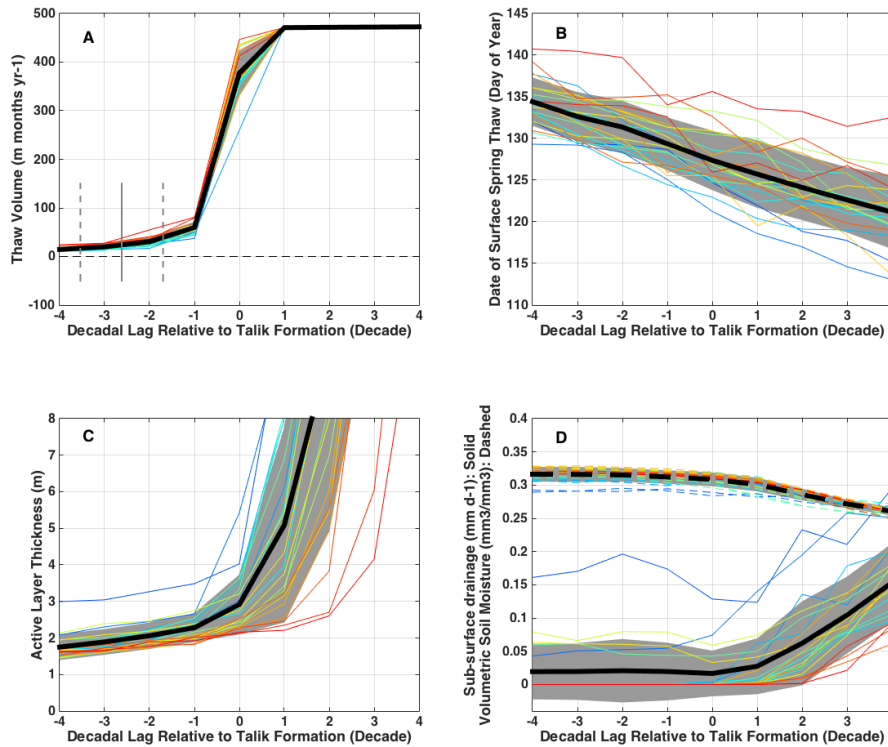 500
400
300
200
100
0
-100
A
Thaw Volume (m months yr-1)
-4 -3 -2 -1 0 1 2 3 4
Decadal Lag Relative to Talik Formation (Decade)
145
140
135
130
125
120
115
110
B
Date of Surface Spring Thaw (Day of Year)
-4 -3 -2 -1 0 1 2 3 4
Decadal Lag Relative to Talik Formation (Decade)
8
7
6
5
4
3
2
1
0
C
Active Layer Thickness (m)
-4 -3 -2 -1 0 1 2 3 4
Decadal Lag Relative to Talik Formation (Decade)
0.4
0.35
0.3
0.25
0.2
0.15
0.1
0.05
0
D
Sub-surface drainage (mm d-1): Solid
Volumetric Soil Moisture (mm3/mm3): Dashed
-4 -3 -2 -1 0 1 2 3 4
Decadal Lag Relative to Talik Formation (Decade)